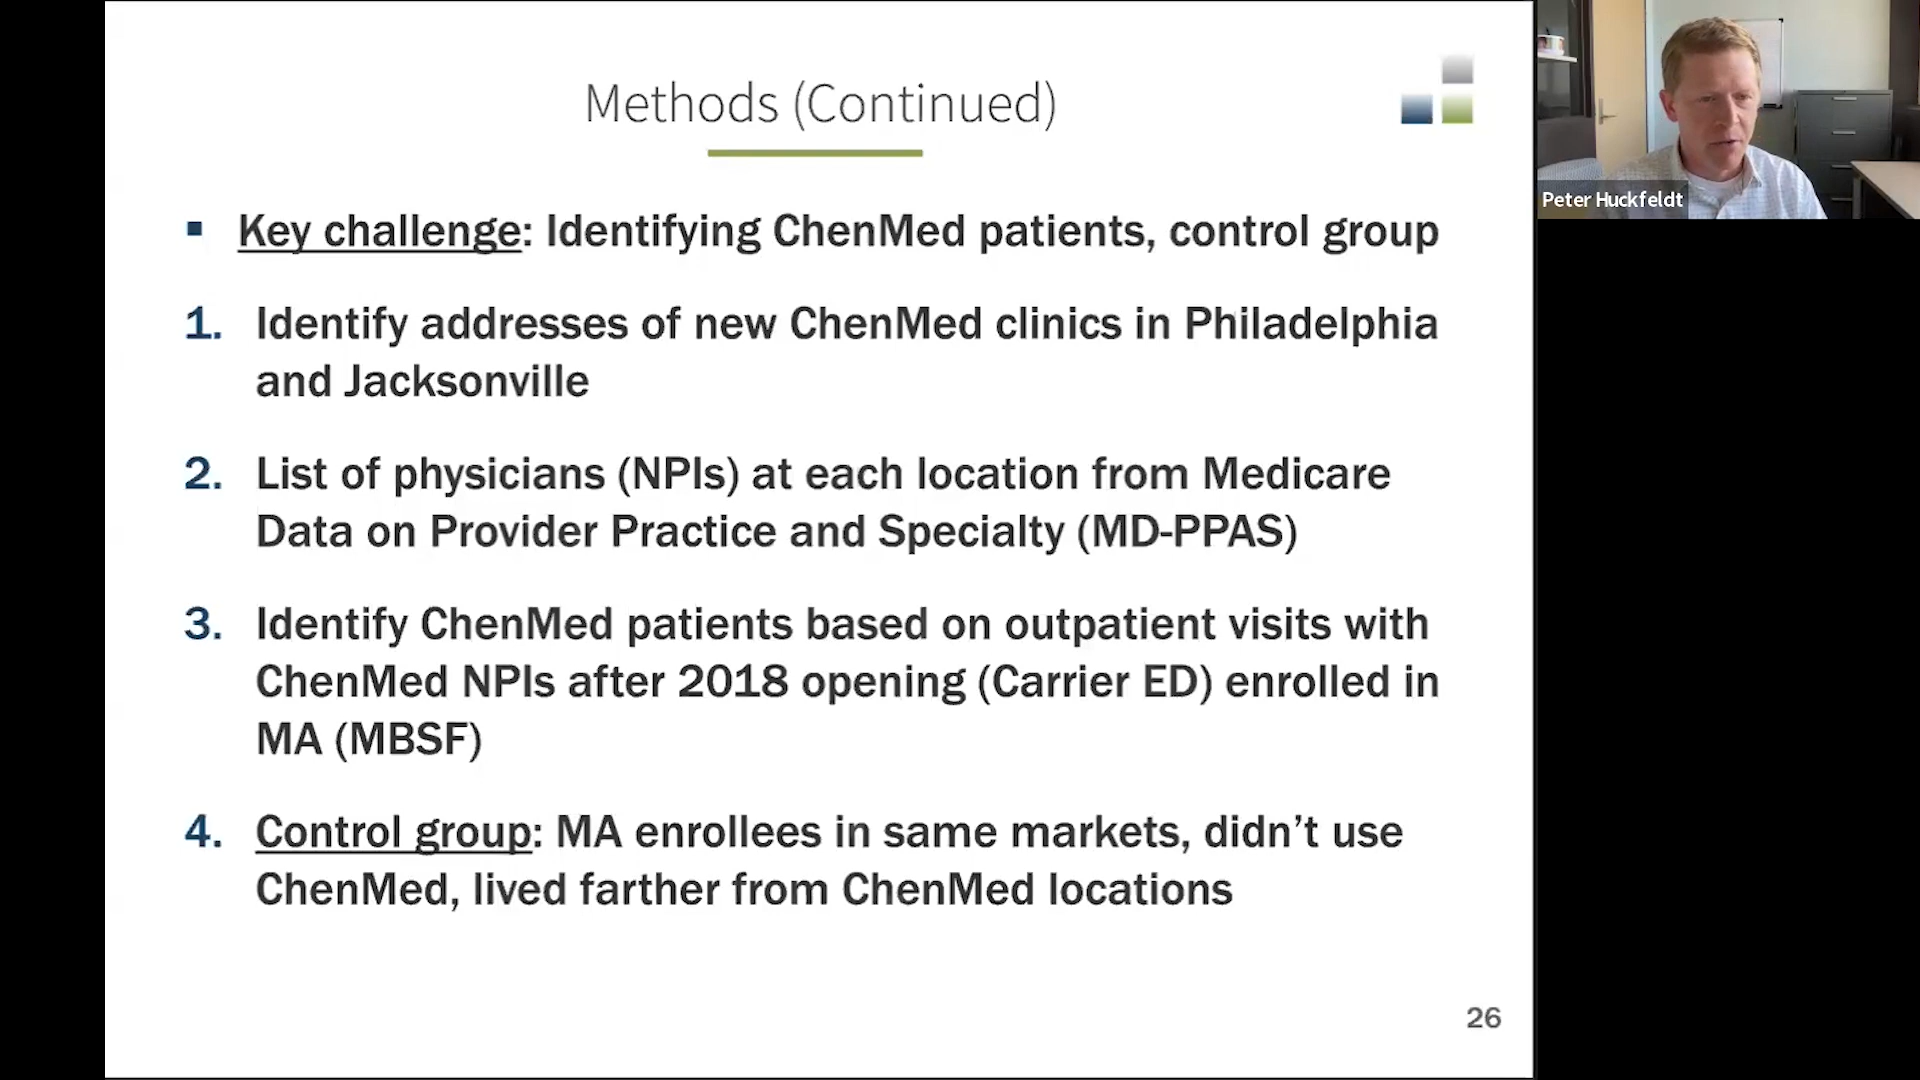 Methods (Continued)
Key challenge: Identifying ChenMed patients, control group
1. Identify addresses of new ChenMed clinics in Philadelphia
and Jacksonville
2. List of physicians (NPIs) at each location from Medicare
Data on Provider Practice and Specialty (MD-PPAS)
3. Identify ChenMed patients based on outpatient visits with
ChenMed NPIs after 2018 opening (Carrier ED) enrolled in
MA (MBSF)
4. Control group: MA enrollees in same markets, didn’t use
ChenMed, lived farther from ChenMed locations
26
Peter Huckfeldt